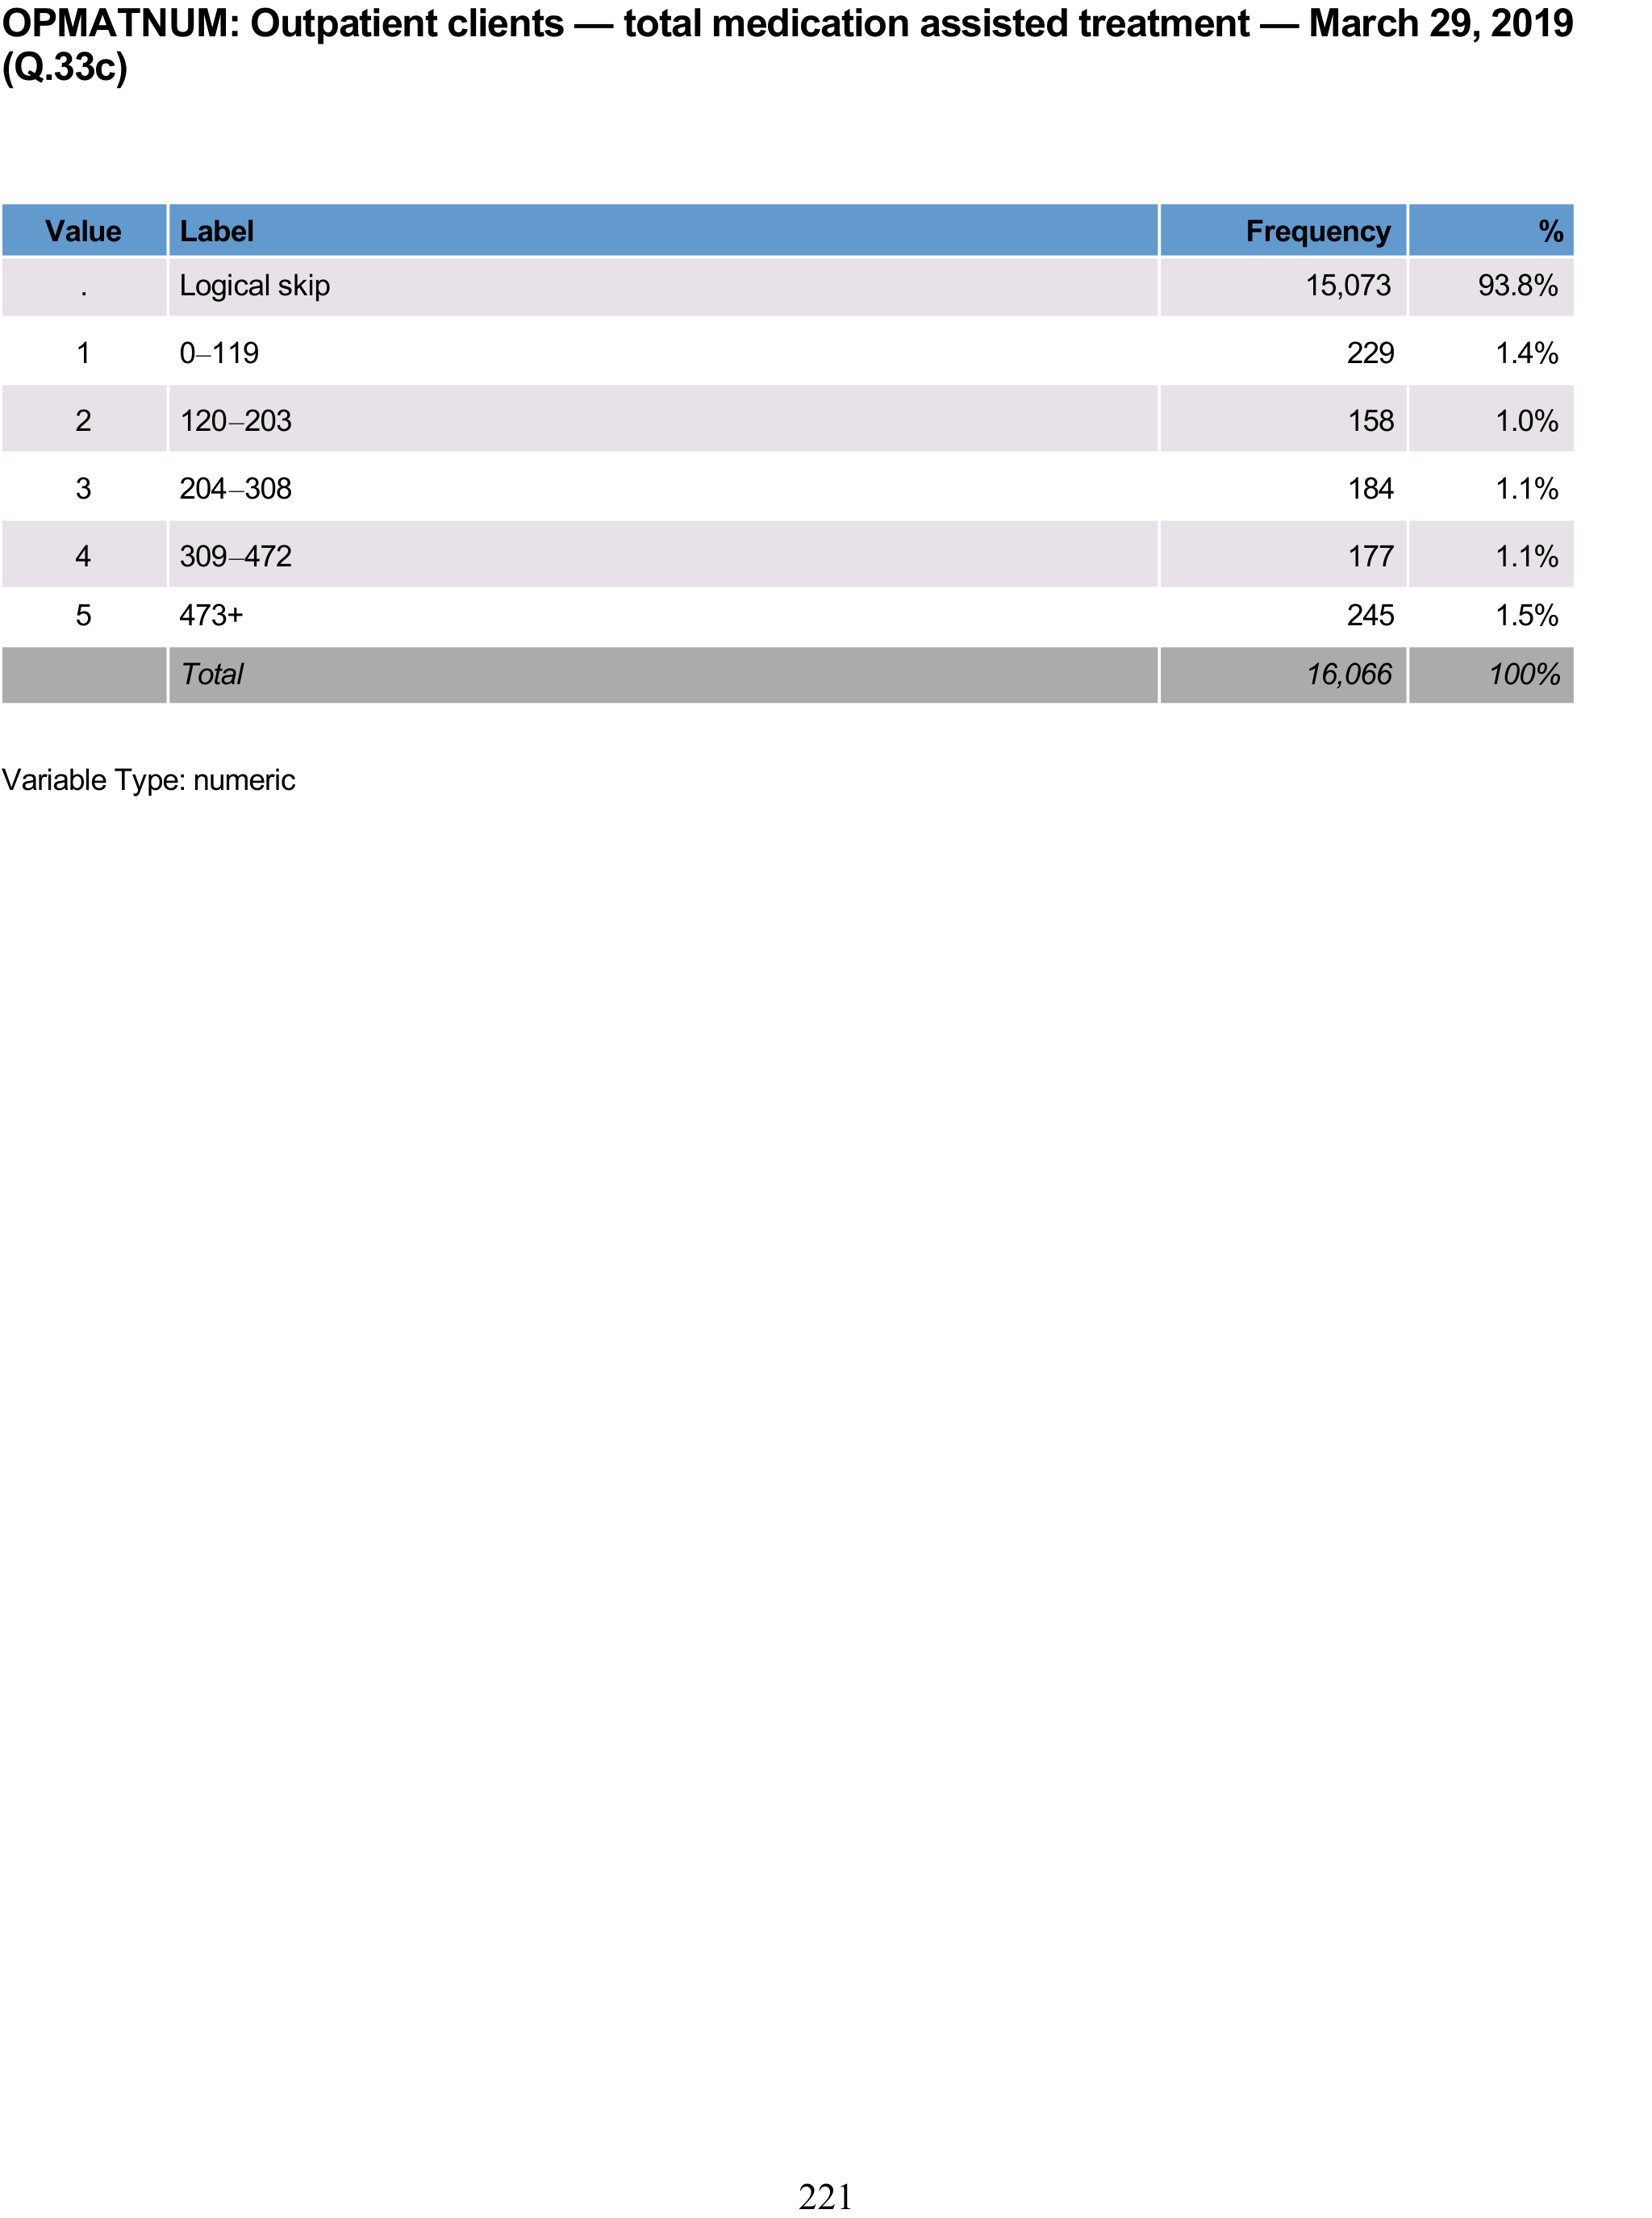 OPMATNUM: Outpatient clients — total medication assisted treatment — March 29, 2019
(Q.33c)
Value Label Frequency %
. Logical skip 15,073 93.8%
1 0–119 229 1.4%
2 120–203 158 1.0%
3 204–308 184 1.1%
4 309–472 177 1.1%
5 473+ 245 1.5%
Total 16,066 100%
Variable Type: numeric
221